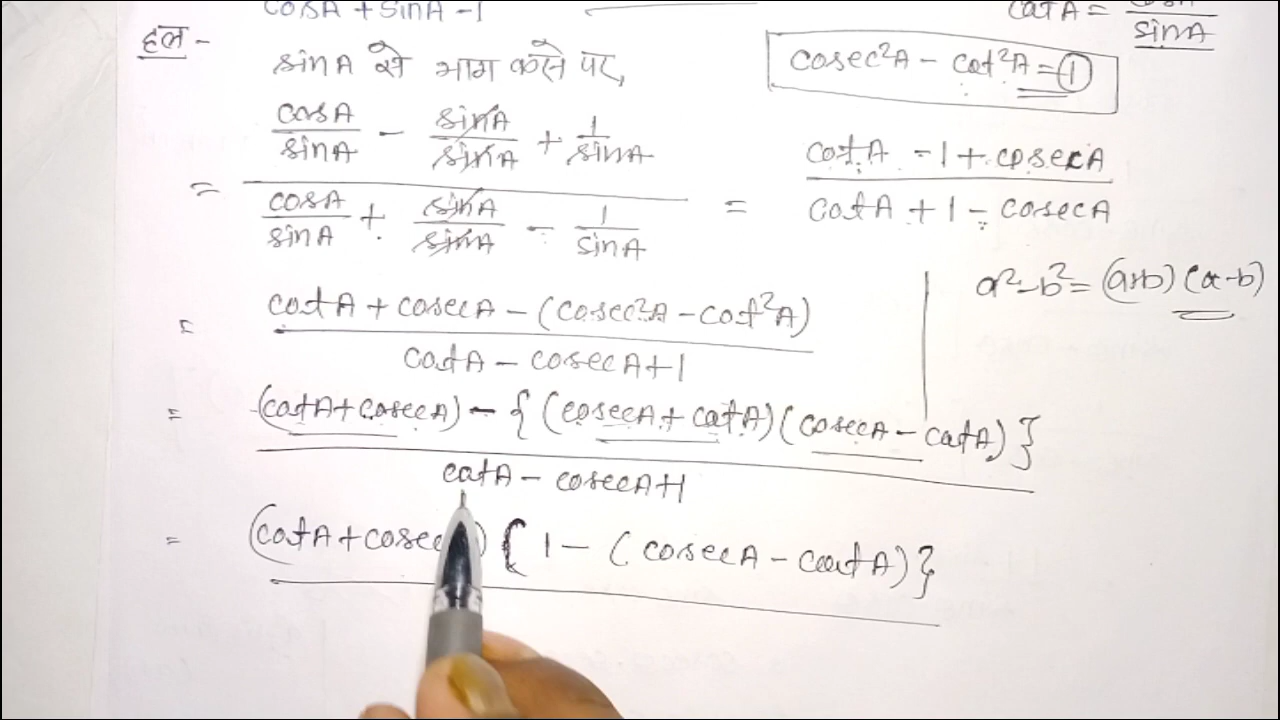 cosA + sinA - 1
cotA = cosA / sinA
हल -
sinA से भाग करने पर,
cosec²A - cot²A = 1
cosA/sinA - sinA/sinA + 1/sinA
= cosA/sinA + sinA/sinA - 1/sinA
= cotA - 1 + cosecA
cotA + 1 - cosecA
a² - b² = (a+b) (a-b)
= cotA + cosecA - (cosec²A - cot²A)
cotA - cosecA + 1
= (cotA + cosecA) - { (cosecA + cotA) (cosecA - cotA) }
cotA - cosecA + 1
= (cotA + cosec ) { 1 - (cosecA - cotA) }